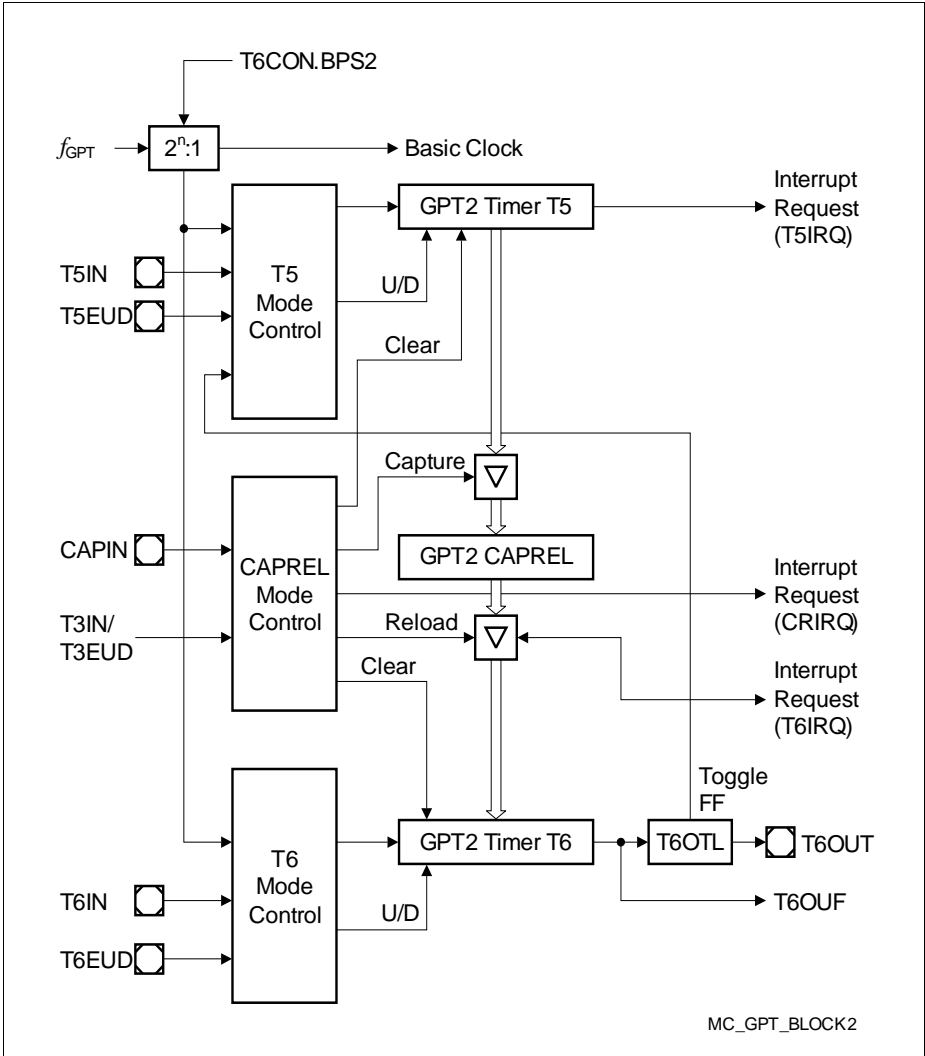 T6CON.BPS2
fGPT
2n:1
Basic Clock
GPT2 Timer T5
Interrupt
Request
(T5IRQ)
T5IN
T5EUD
T5
Mode
Control
U/D
Clear
Capture
CAPIN
T3IN/
T3EUD
CAPREL
Mode
Control
GPT2 CAPREL
Interrupt
Request
(CRIRQ)
Reload
Clear
Interrupt
Request
(T6IRQ)
Toggle
FF
GPT2 Timer T6
T6OTL
T6OUT
T6
Mode
Control
T6IN
U/D
T6OUF
T6EUD
MC_GPT_BLOCK2